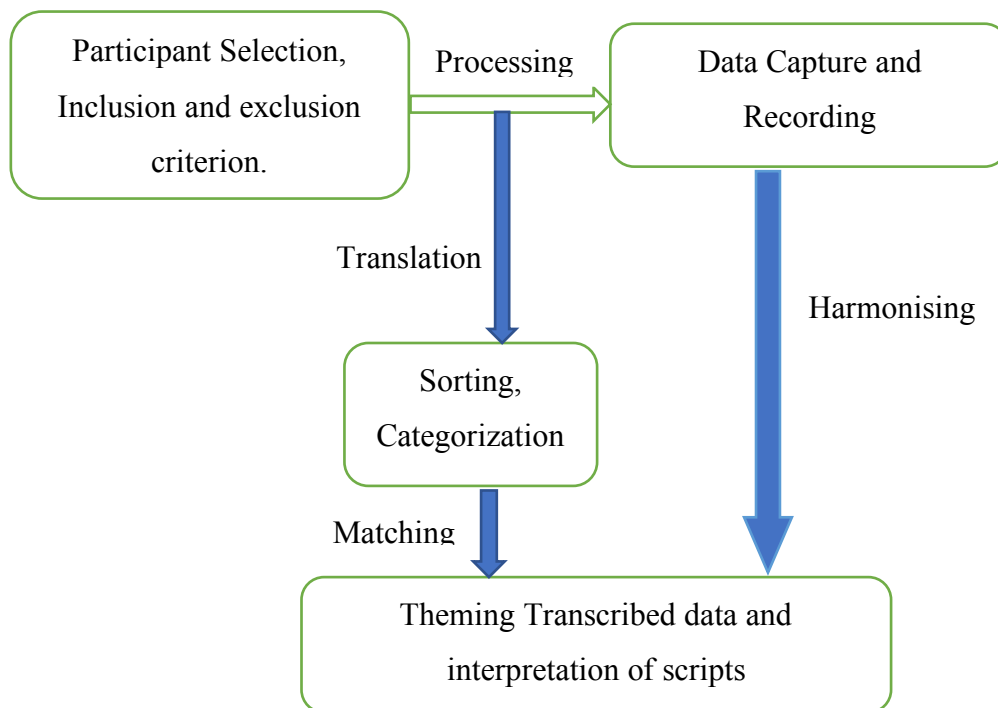 Participant Selection,
Inclusion and exclusion
criterion.
Processing
Data Capture and
Recording
Translation
Harmonising
Sorting,
Categorization
Matching
Theming Transcribed data and
interpretation of scripts